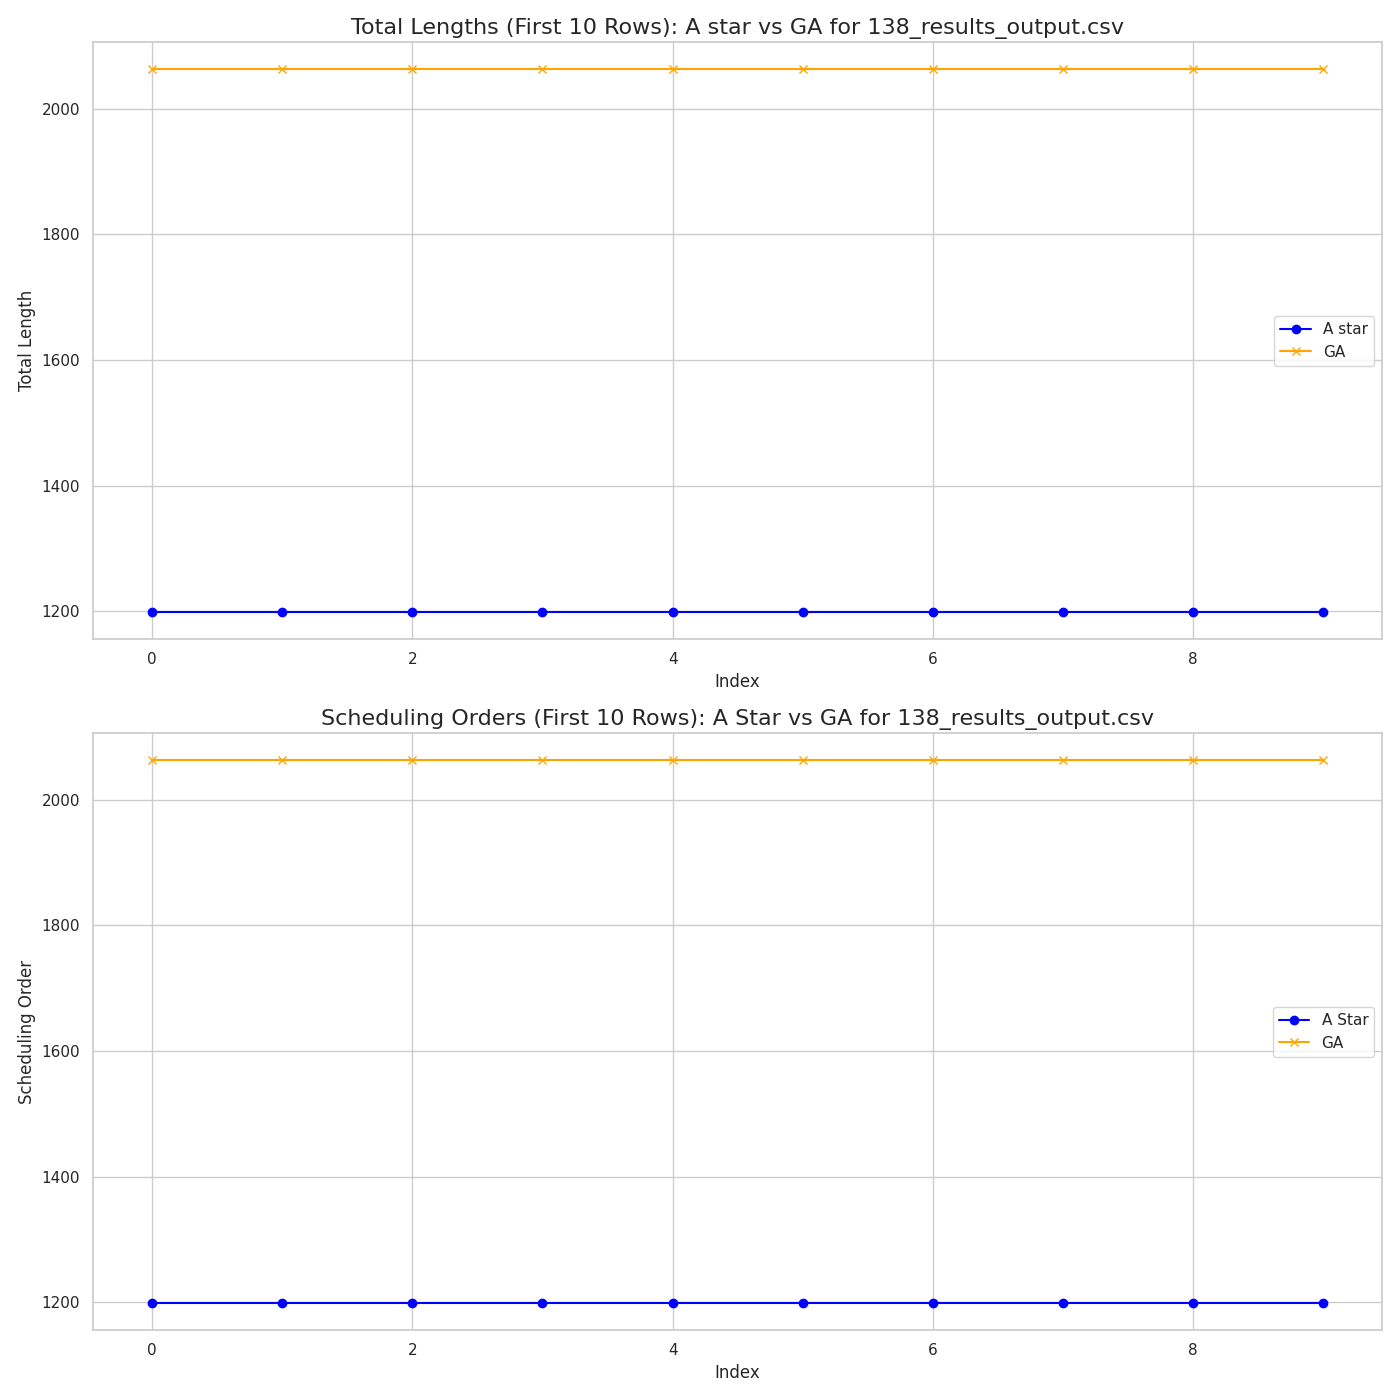 Total Lengths (First 10 Rows): A star vs GA for 138_results_output.csv
2000
1800
1600
1400
1200
Total Length
A star
GA
0 2 4 6 8
Index
Scheduling Orders (First 10 Rows): A Star vs GA for 138_results_output.csv
2000
1800
1600
1400
1200
Scheduling Order
A Star
GA
0 2 4 6 8
Index